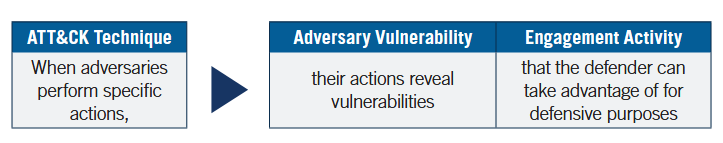 ATT&CK Technique
When adversaries
perform specific
actions,
Adversary Vulnerability
their actions reveal
vulnerabilities
Engagement Activity
that the defender can
take advantage of for
defensive purposes